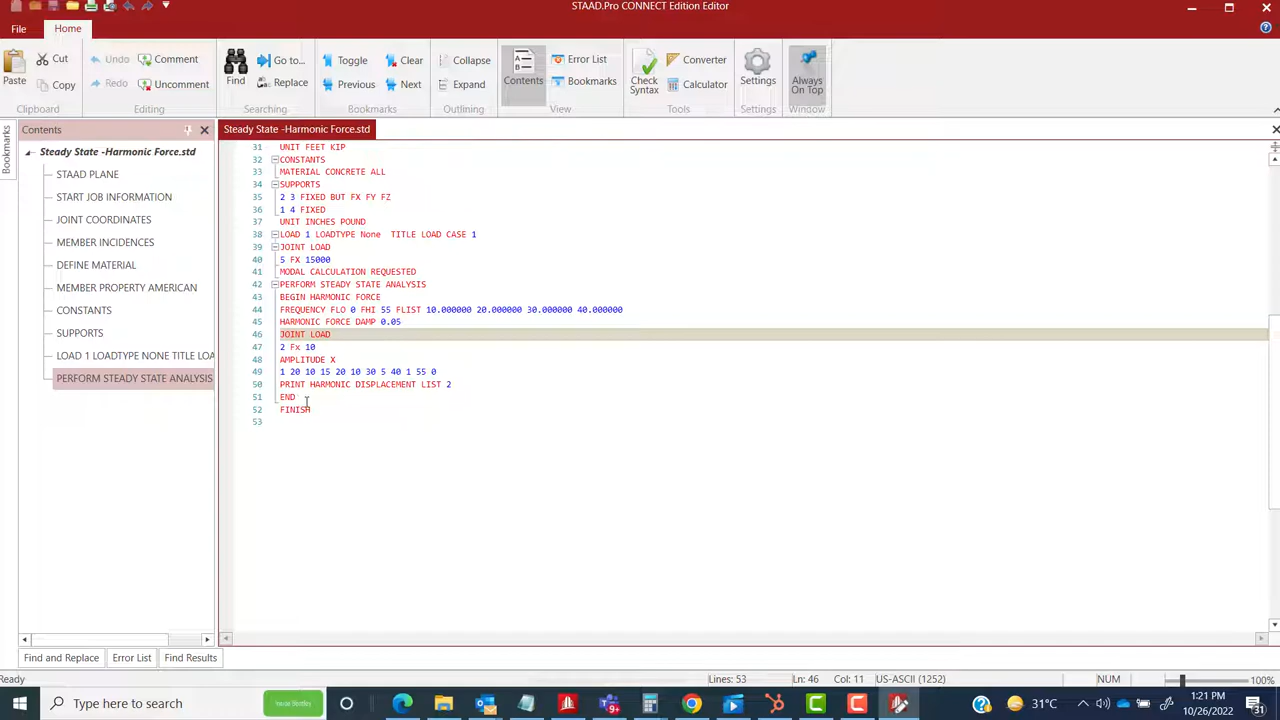 STAAD.Pro CONNECT Edition Editor
File Home
Paste Cut Copy Clipboard
Undo Redo Comment Uncomment Editing
Find Go to... Replace Searching
Toggle Previous Clear Next Bookmarks
Collapse Expand Outlining
Contents Error List Bookmarks View
Check Syntax Converter Calculator Tools
Settings Settings
Always On Top Window
Bookmarks
Contents
Steady State -Harmonic Force.std
STAAD PLANE
START JOB INFORMATION
JOINT COORDINATES
MEMBER INCIDENCES
DEFINE MATERIAL
MEMBER PROPERTY AMERICAN
CONSTANTS
SUPPORTS
LOAD 1 LOADTYPE NONE TITLE LOA
PERFORM STEADY STATE ANALYSIS
Steady State -Harmonic Force.std
31 UNIT FEET KIP
32 CONSTANTS
33 MATERIAL CONCRETE ALL
34 SUPPORTS
35 2 3 FIXED BUT FX FY FZ
36 1 4 FIXED
37 UNIT INCHES POUND
38 LOAD 1 LOADTYPE None TITLE LOAD CASE 1
39 JOINT LOAD
40 5 FX 15000
41 MODAL CALCULATION REQUESTED
42 PERFORM STEADY STATE ANALYSIS
43 BEGIN HARMONIC FORCE
44 FREQUENCY FLO 0 FHI 55 FLIST 10.000000 20.000000 30.000000 40.000000
45 HARMONIC FORCE DAMP 0.05
46 JOINT LOAD
47 2 Fx 10
48 AMPLITUDE X
49 1 20 10 15 20 10 30 5 40 1 55 0
50 PRINT HARMONIC DISPLACEMENT LIST 2
51 END
52 FINISH
53
Find and Replace Error List Find Results
Ready Lines: 53 Ln: 46 Col: 11 US-ASCII (1252) NUM 100%
Type here to search
31°C
1:21 PM
10/26/2022
31